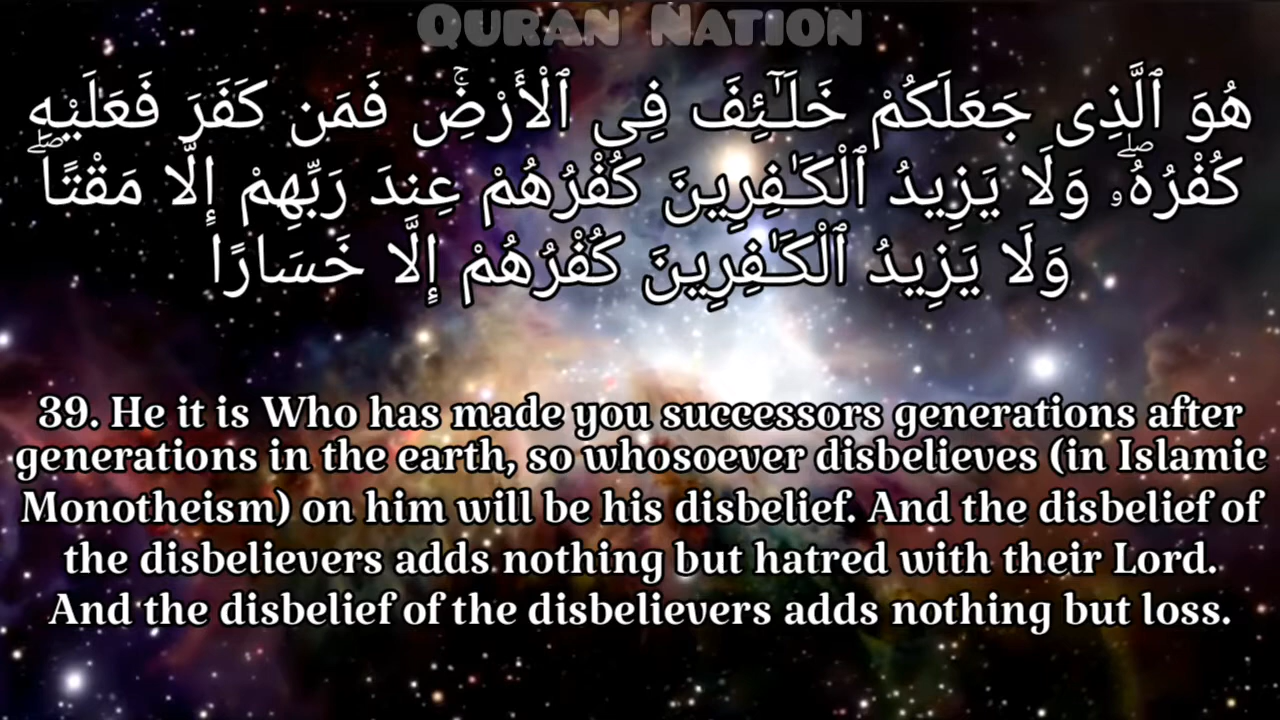 QURAN NATION
هُوَ ٱلَّذِى جَعَلَكُمْ خَلَـٰٓئِفَ فِى ٱلْأَرْضِۚ فَمَن كَفَرَ فَعَلَيْهِ
كُفْرُهُۥۖ وَلَا يَزِيدُ ٱلْكَـٰفِرِينَ كُفْرُهُمْ عِندَ رَبِّهِمْ إِلَّا مَقْتًاۖ
وَلَا يَزِيدُ ٱلْكَـٰفِرِينَ كُفْرُهُمْ إِلَّا خَسَارًا
39. He it is Who has made you successors generations after
generations in the earth, so whosoever disbelieves (in Islamic
Monotheism) on him will be his disbelief. And the disbelief of
the disbelievers adds nothing but hatred with their Lord.
And the disbelief of the disbelievers adds nothing but loss.